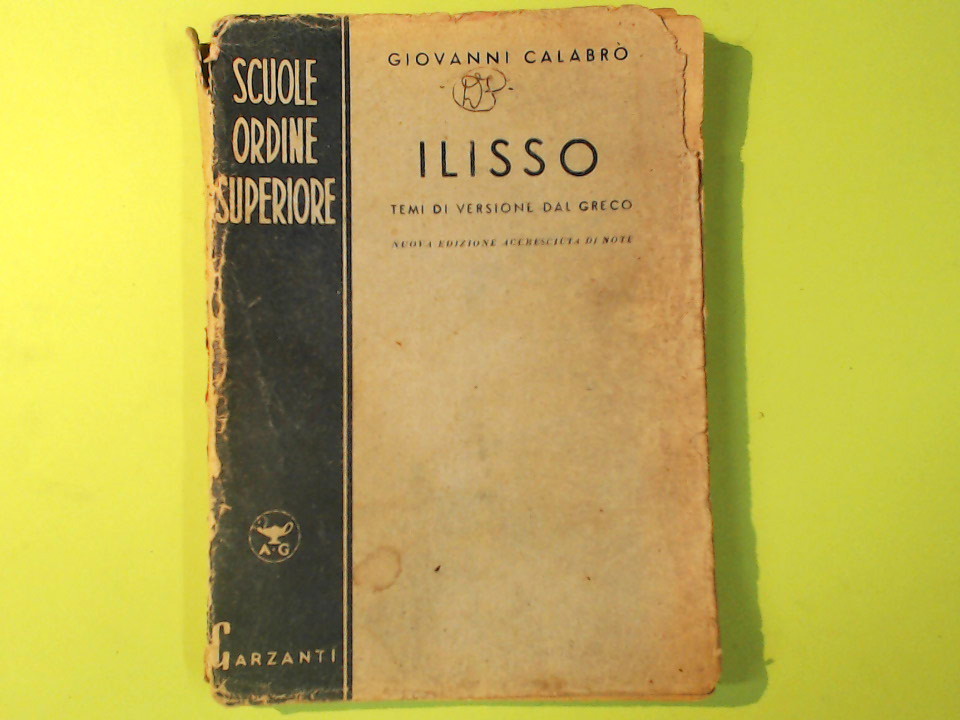 SCUOLE
ORDINE
SUPERIORE
GIOVANNI CALABRÒ
ILISSO
TEMI DI VERSIONE DAL GRECO
NUOVA EDIZIONE ACCRESCIUTA DI NOTE
A·G
GARZANTI